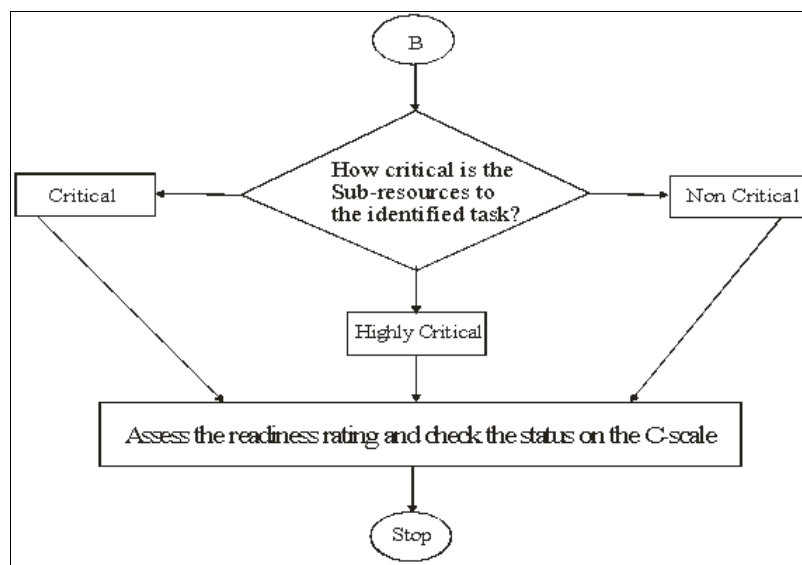 B
How critical is the
Sub-resources to
the identified task?
Critical
Non Critical
Highly Critical
Assess the readiness rating and check the status on the C-scale
Stop